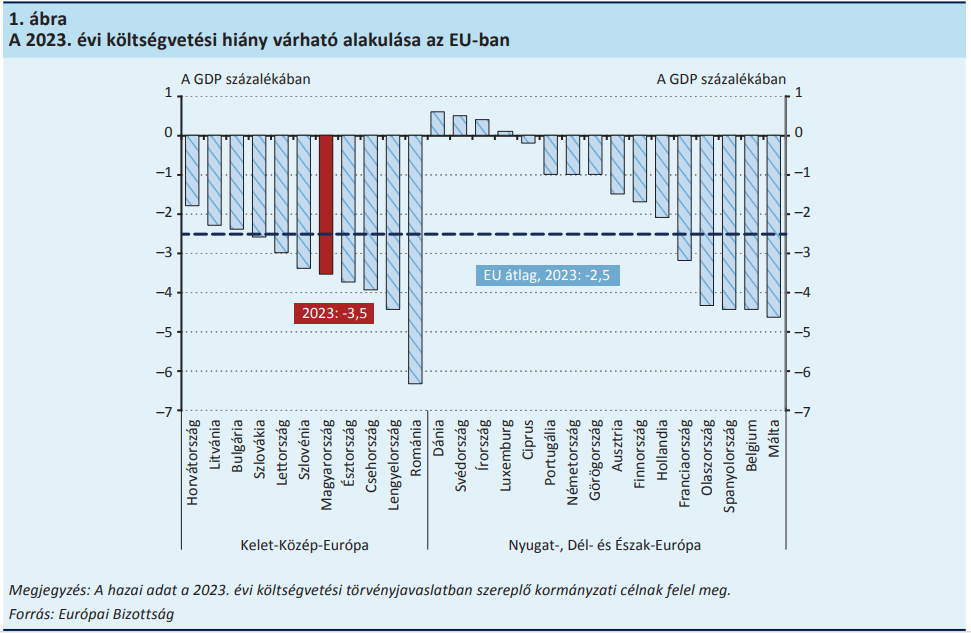 1. ábra
A 2023. évi költségvetési hiány várható alakulása az EU-ban
A GDP százalékában
A GDP százalékában
1
0
−1
−2
−3
−4
−5
−6
−7
1
0
−1
−2
−3
−4
−5
−6
−7
EU átlag, 2023: -2,5
2023: -3,5
Horvátország
Litvánia
Bulgária
Szlovákia
Lettország
Szlovénia
Magyarország
Észtország
Csehország
Lengyelország
Románia
Dánia
Svédország
Írország
Luxemburg
Ciprus
Portugália
Németország
Görögország
Ausztria
Finnország
Hollandia
Franciaország
Olaszország
Spanyolország
Belgium
Málta
Kelet-Közép-Európa
Nyugat-, Dél- és Észak-Európa
Megjegyzés: A hazai adat a 2023. évi költségvetési törvényjavaslatban szereplő kormányzati célnak felel meg.
Forrás: Európai Bizottság